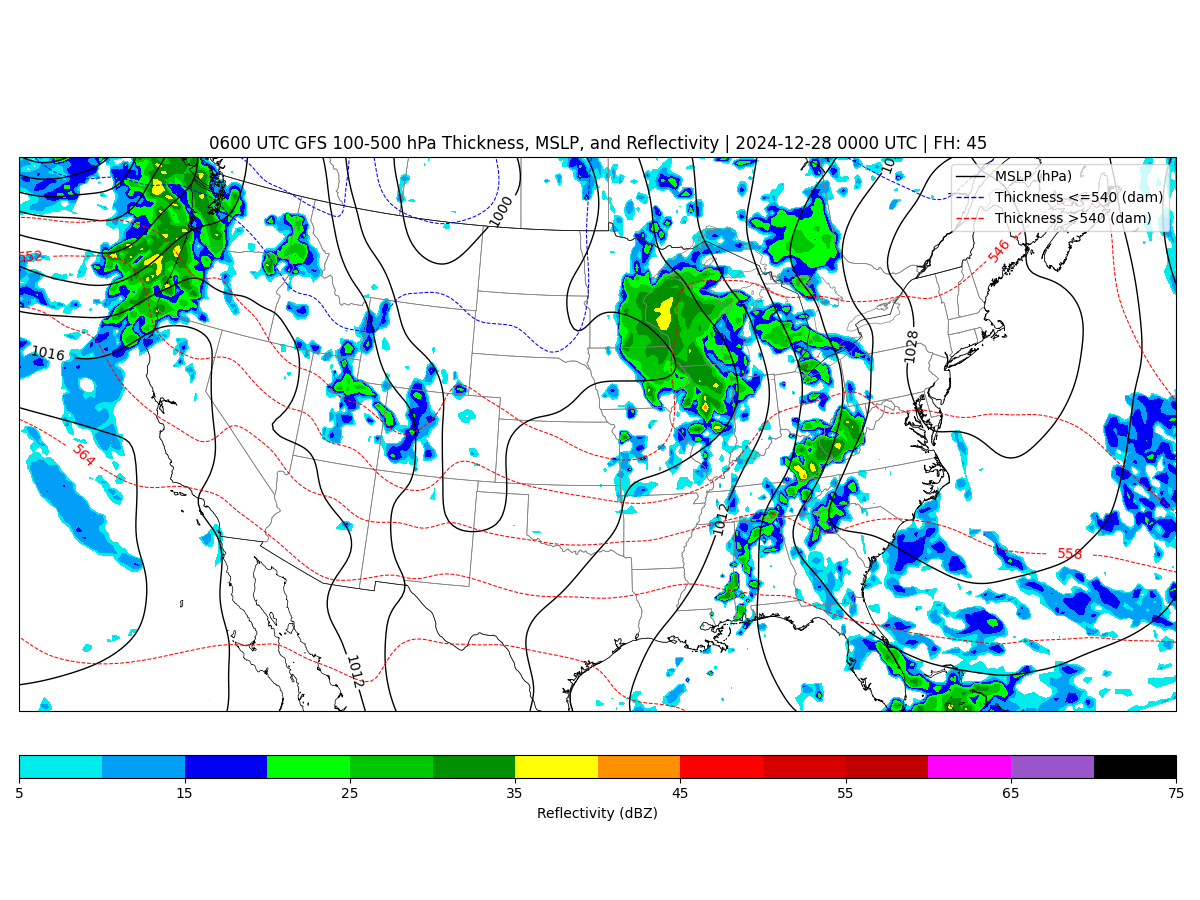 0600 UTC GFS 100-500 hPa Thickness, MSLP, and Reflectivity | 2024-12-28 0000 UTC | FH: 45
MSLP (hPa)
Thickness <=540 (dam)
Thickness >540 (dam)
1000
546
552
1016
1028
564
1012
558
1012
5 15 25 35 45 55 65 75
Reflectivity (dBZ)